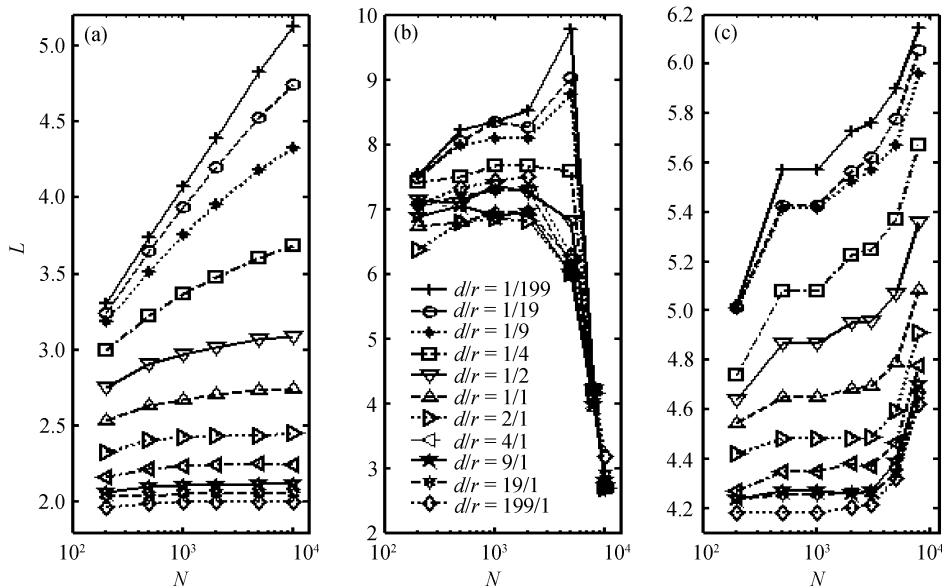 (a)
(b)
(c)
L
5.0
4.5
4.0
3.5
3.0
2.5
2.0
10²
10³
10⁴
N
10
9
8
7
6
5
4
3
2
d/r = 1/199
d/r = 1/19
d/r = 1/9
d/r = 1/4
d/r = 1/2
d/r = 1/1
d/r = 2/1
d/r = 4/1
d/r = 9/1
d/r = 19/1
d/r = 199/1
10²
10³
10⁴
N
6.2
6.0
5.8
5.6
5.4
5.2
5.0
4.8
4.6
4.4
4.2
10²
10³
10⁴
N